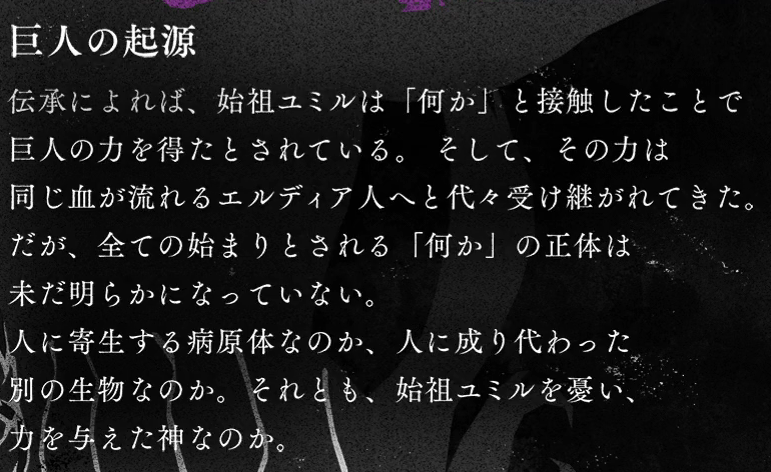 巨人の起源
伝承によれば、始祖ユミルは「何か」と接触したことで
巨人の力を得たとされている。 そして、その力は
同じ血が流れるエルディア人へと代々受け継がれてきた。
だが、全ての始まりとされる「何か」の正体は
未だ明らかになっていない。
人に寄生する病原体なのか、人に成り代わった
別の生物なのか。それとも、始祖ユミルを憂い、
力を与えた神なのか。